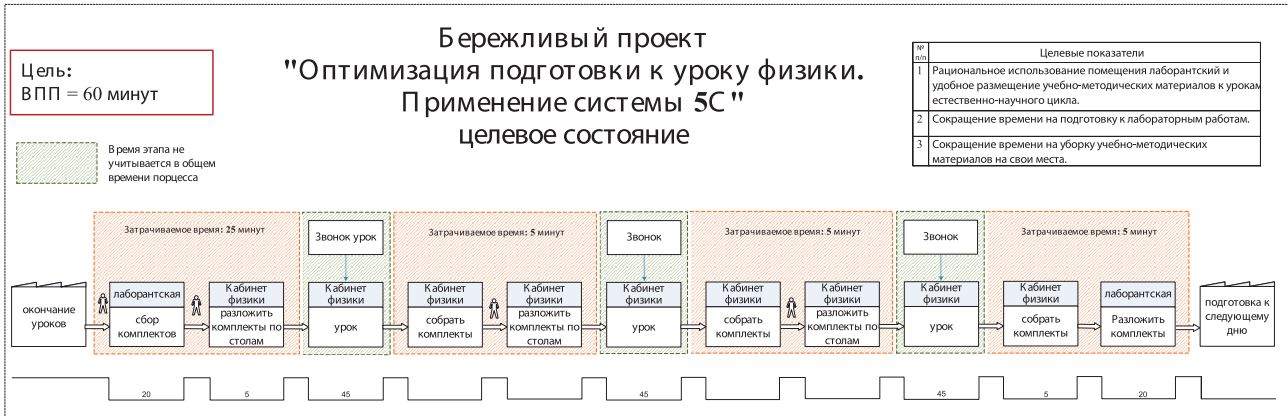 Бережливый проект
"Оптимизация подготовки к уроку физики.
Применение системы 5С "
целевое состояние
Цель:
ВПП = 60 минут
Время этапа не
учитывается в общем
времени порцесса
№
п/п
Целевые показатели
1
Рациональное использование помещения лаборантский и
удобное размещение учебно-методических материалов к урокам
естественно-научного цикла.
2
Сокращение времени на подготовку к лабораторным работам.
3
Сокращение времени на уборку учебно-методических
материалов на свои места.
Затрачиваемое время: 25 минут
Звонок урок
Затрачиваемое время: 5 минут
Звонок
Затрачиваемое время: 5 минут
Звонок
Затрачиваемое время: 5 минут
окончание
уроков
лаборантская
сбор
комплектов
Кабинет
физики
разложить
комплекты по
столам
Кабинет
физики
урок
Кабинет
физики
собрать
комплекты
Кабинет
физики
разложить
комплекты по
столам
Кабинет
физики
урок
Кабинет
физики
собрать
комплекты
Кабинет
физики
разложить
комплекты по
столам
Кабинет
физики
урок
Кабинет
физики
собрать
комплекты
лаборантская
Разложить
комплекты
подготовка к
следующему
дню
20
5
45
45
45
5
20